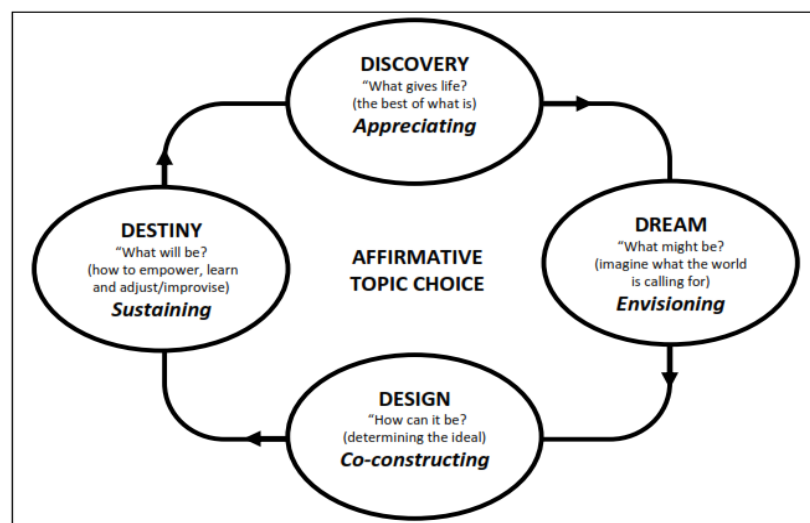 DISCOVERY
“What gives life?
(the best of what is)
Appreciating
DREAM
“What might be?
(imagine what the world
is calling for)
Envisioning
DESIGN
“How can it be?
(determining the ideal)
Co-constructing
DESTINY
“What will be?
(how to empower, learn
and adjust/improvise)
Sustaining
AFFIRMATIVE
TOPIC CHOICE